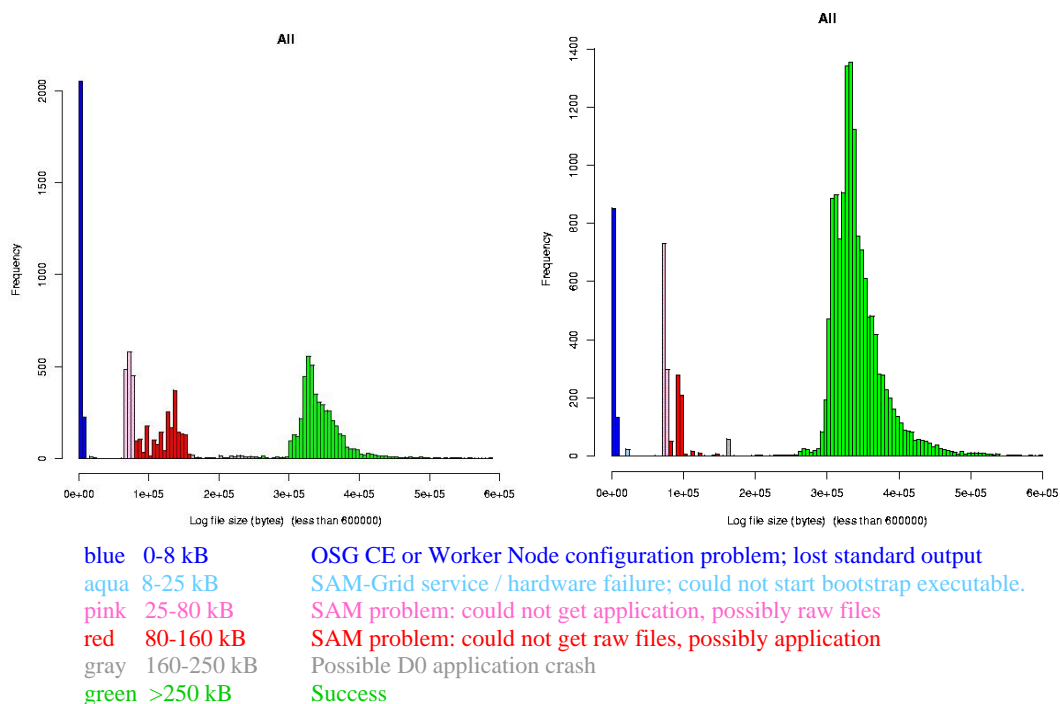 All
Frequency
2000
1500
1000
500
0
0e+00 1e+05 2e+05 3e+05 4e+05 5e+05 6e+05
Log file size (bytes) (less than 600000)
All
Frequency
1400
1200
1000
800
600
400
200
0
0e+00 1e+05 2e+05 3e+05 4e+05 5e+05 6e+05
Log file size (bytes) (less than 600000)
blue 0-8 kB OSG CE or Worker Node configuration problem; lost standard output
aqua 8-25 kB SAM-Grid service / hardware failure; could not start bootstrap executable.
pink 25-80 kB SAM problem: could not get application, possibly raw files
red 80-160 kB SAM problem: could not get raw files, possibly application
gray 160-250 kB Possible D0 application crash
green >250 kB Success